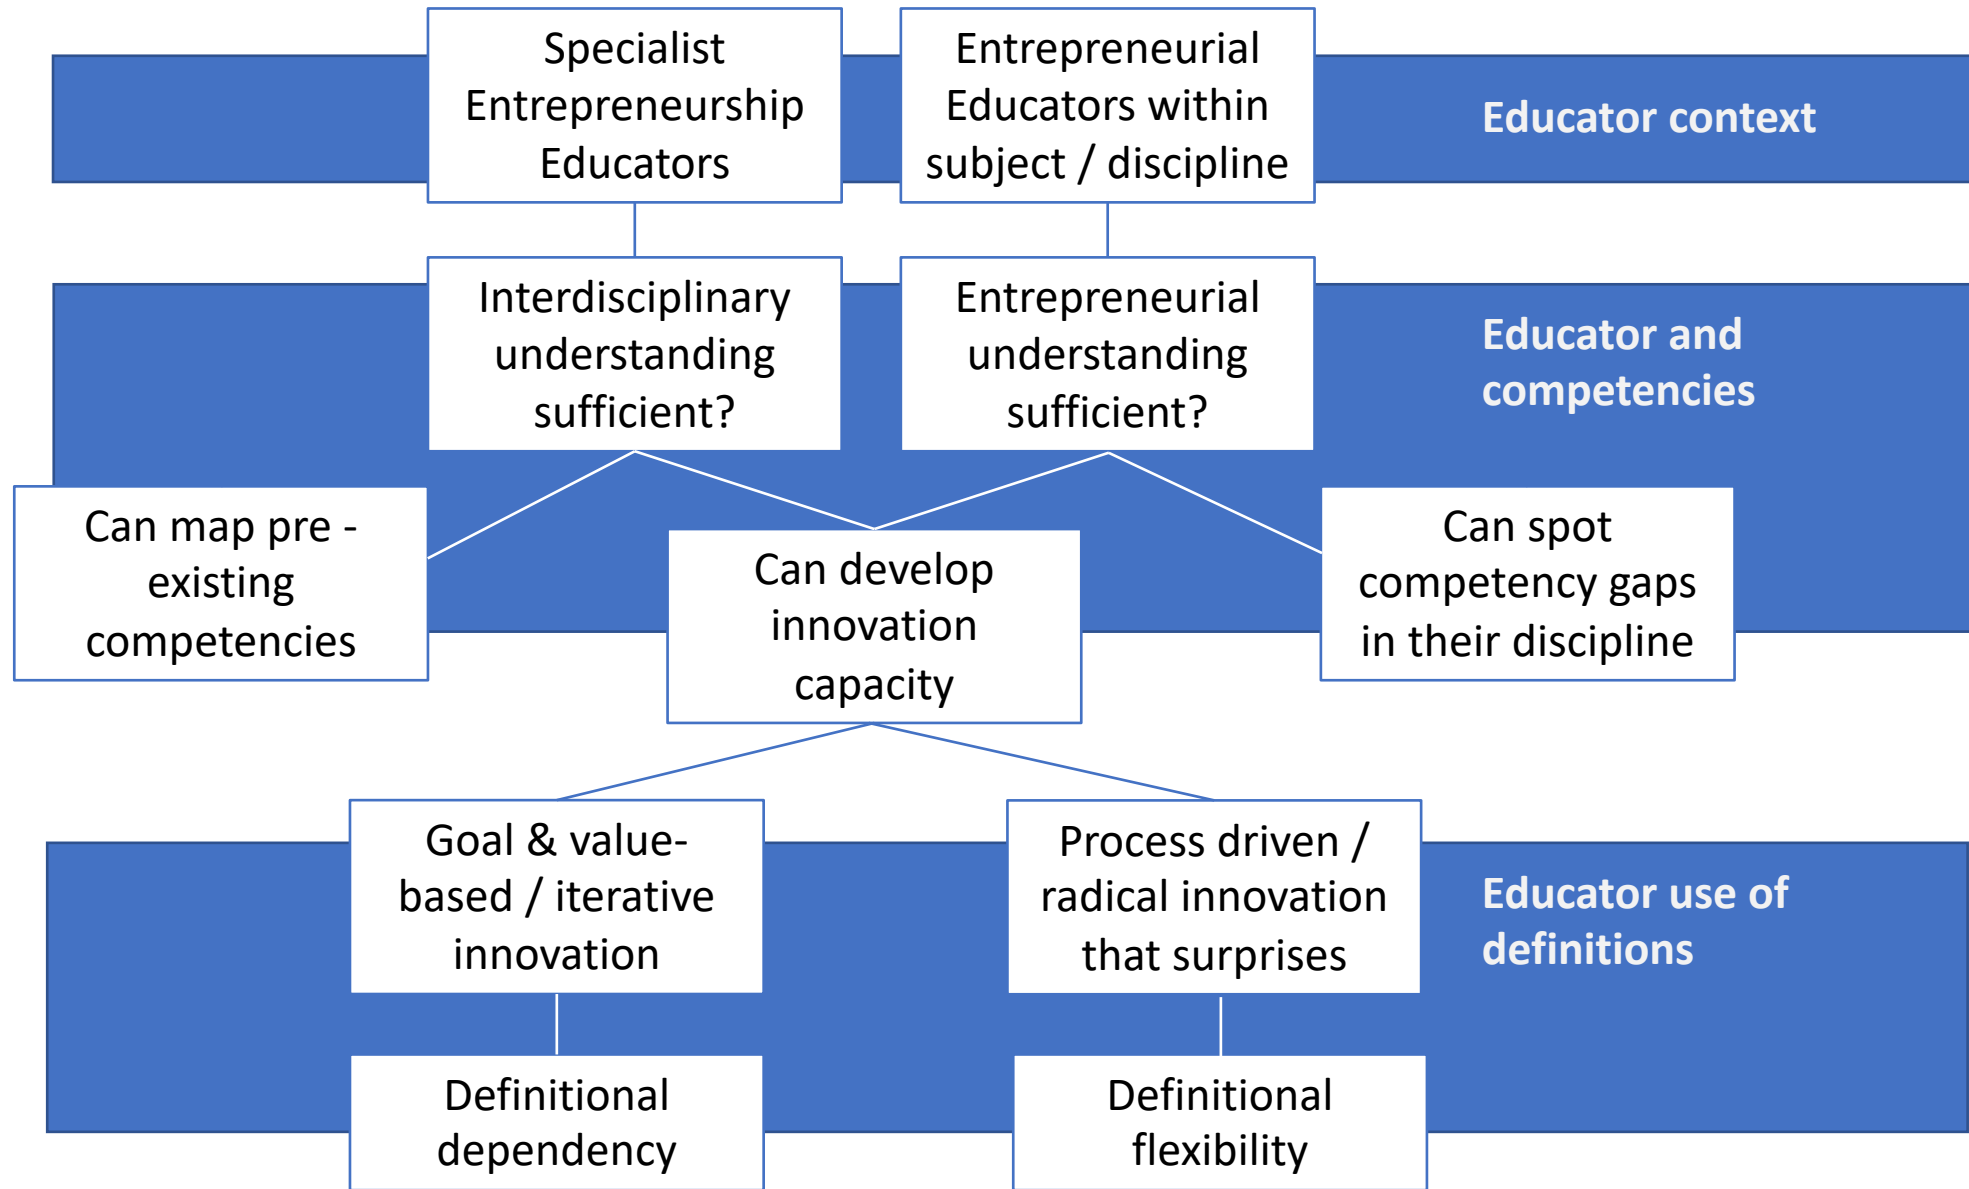 Specialist
Entrepreneurship
Educators
Entrepreneurial
Educators within
subject / discipline
Educator context
Interdisciplinary
understanding
sufficient?
Entrepreneurial
understanding
sufficient?
Educator and
competencies
Can map pre -
existing
competencies
Can develop
innovation
capacity
Can spot
competency gaps
in their discipline
Goal & value-
based / iterative
innovation
Process driven /
radical innovation
that surprises
Educator use of
definitions
Definitional
dependency
Definitional
flexibility